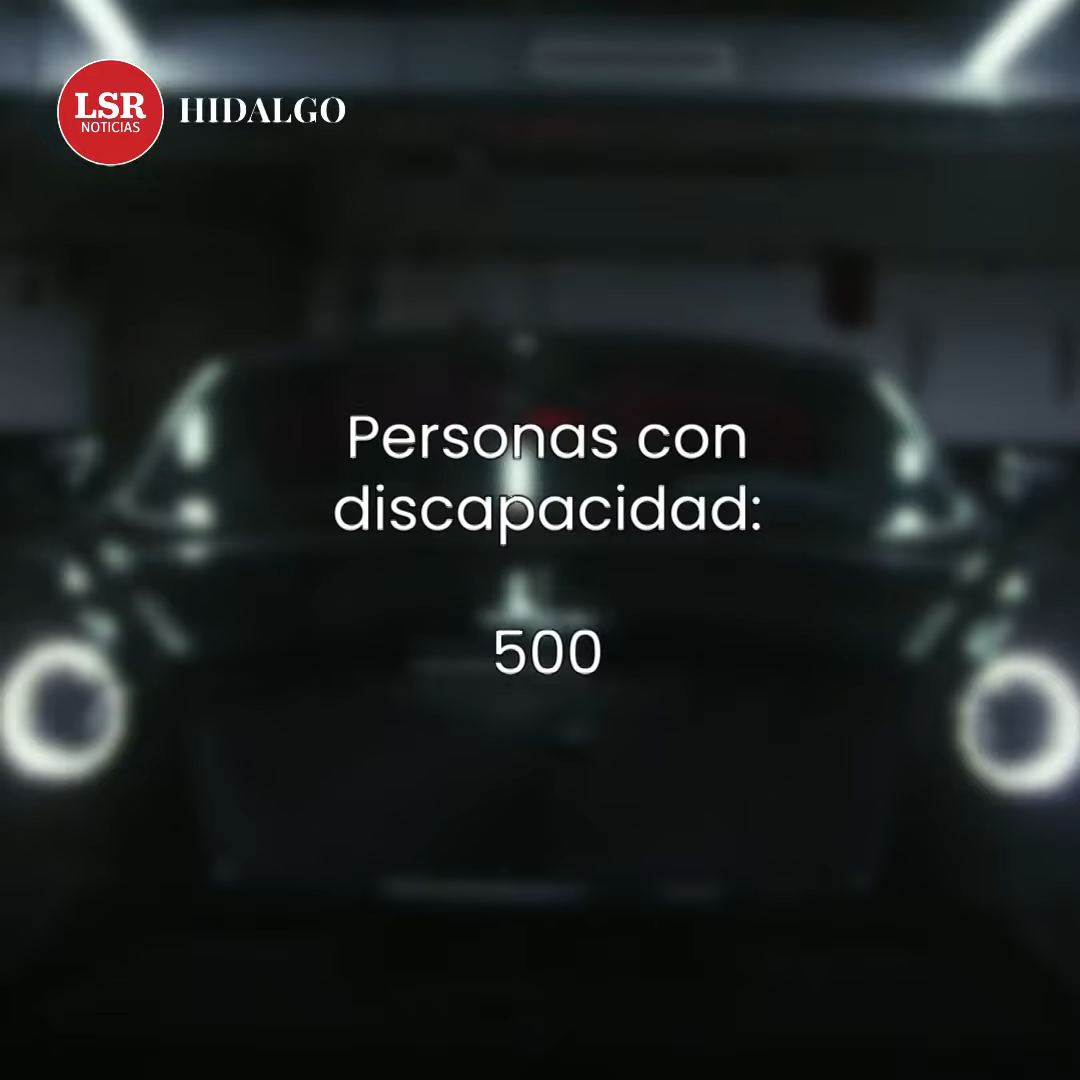 LSR
NOTICIAS
HIDALGO
Personas con
discapacidad:
500